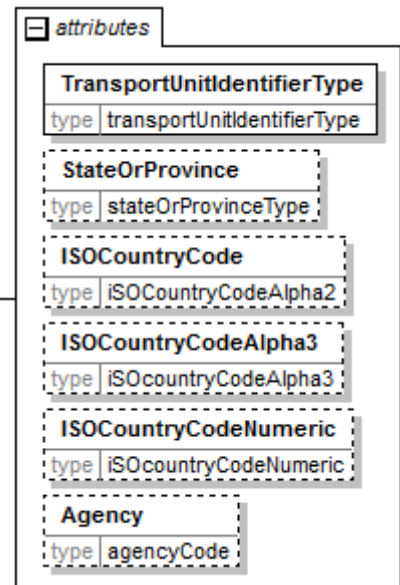 attributes
TransportUnitIdentifierType
type transportUnitIdentifierType
StateOrProvince
type stateOrProvinceType
ISOCountryCode
type iSOCountryCodeAlpha2
ISOCountryCodeAlpha3
type iSOcountryCodeAlpha3
ISOCountryCodeNumeric
type iSOcountryCodeNumeric
Agency
type agencyCode